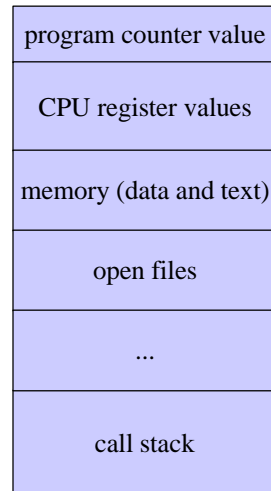 program counter value
CPU register values
memory (data and text)
open files
...
call stack